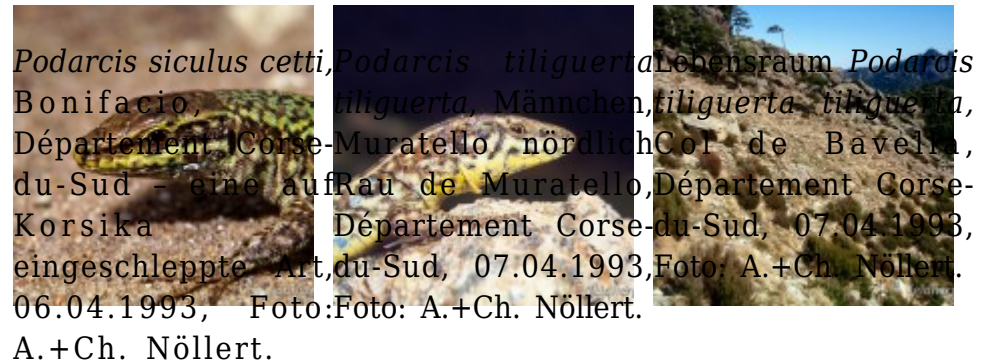 Podarcis siculus cetti,
Bonifacio,
Département Corse-
du-Sud – eine auf
Korsika
eingeschleppte Art,
06.04.1993, Foto:
A.+Ch. Nöllert.
Podarcis tiliguerta
tiliguerta, Männchen,
Muratello nördlich
Rau de Muratello,
Département Corse-
du-Sud, 07.04.1993,
Foto: A.+Ch. Nöllert.
Lebensraum Podarcis
tiliguerta tiliguerta,
Col de Bavella,
Département Corse-
du-Sud, 07.04.1993,
Foto: A.+Ch. Nöllert.